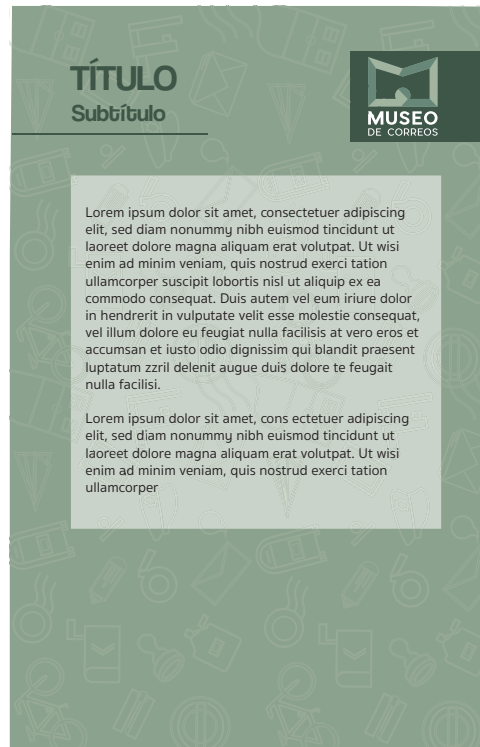 TÍTULO
Subtítulo
MUSEO
DE CORREOS
Lorem ipsum dolor sit amet, consectetuer adipiscing
elit, sed diam nonummy nibh euismod tincidunt ut
laoreet dolore magna aliquam erat volutpat. Ut wisi
enim ad minim veniam, quis nostrud exerci tation
ullamcorper suscipit lobortis nisl ut aliquip ex ea
commodo consequat. Duis autem vel eum iriure dolor
in hendrerit in vulputate velit esse molestie consequat,
vel illum dolore eu feugiat nulla facilisis at vero eros et
accumsan et iusto odio dignissim qui blandit praesent
luptatum zzril delenit augue duis dolore te feugait
nulla facilisi.
Lorem ipsum dolor sit amet, cons ectetuer adipiscing
elit, sed diam nonummy nibh euismod tincidunt ut
laoreet dolore magna aliquam erat volutpat. Ut wisi
enim ad minim veniam, quis nostrud exerci tation
ullamcorper